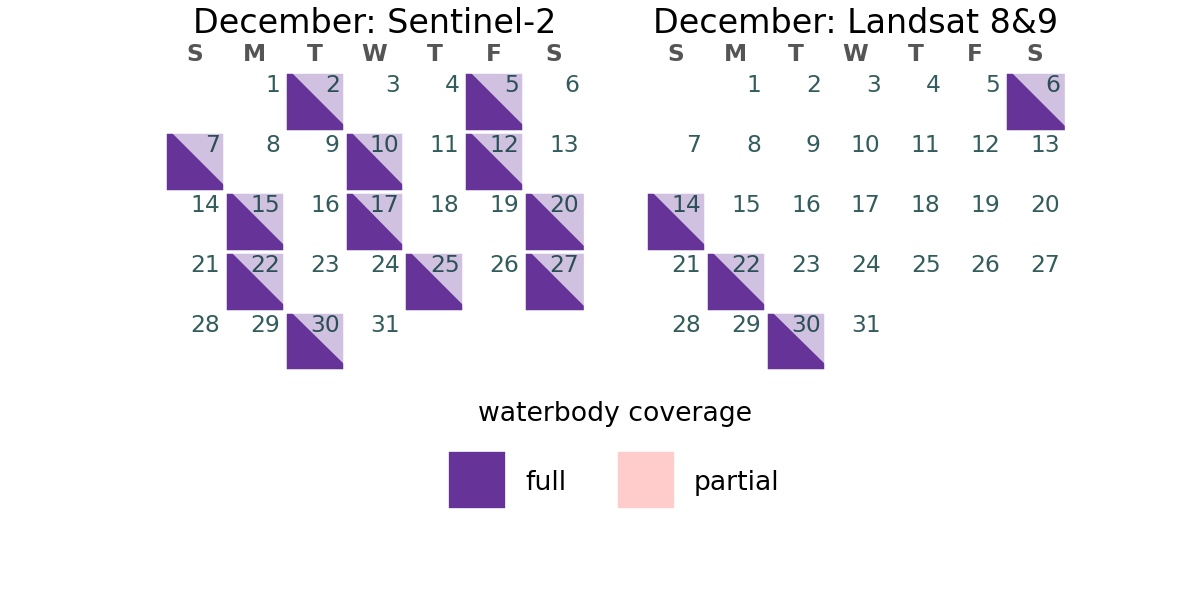 December: Sentinel-2
S M T W T F S
1 2 3 4 5 6
7 8 9 10 11 12 13
14 15 16 17 18 19 20
21 22 23 24 25 26 27
28 29 30 31
December: Landsat 8&9
S M T W T F S
1 2 3 4 5 6
7 8 9 10 11 12 13
14 15 16 17 18 19 20
21 22 23 24 25 26 27
28 29 30 31
waterbody coverage
full partial